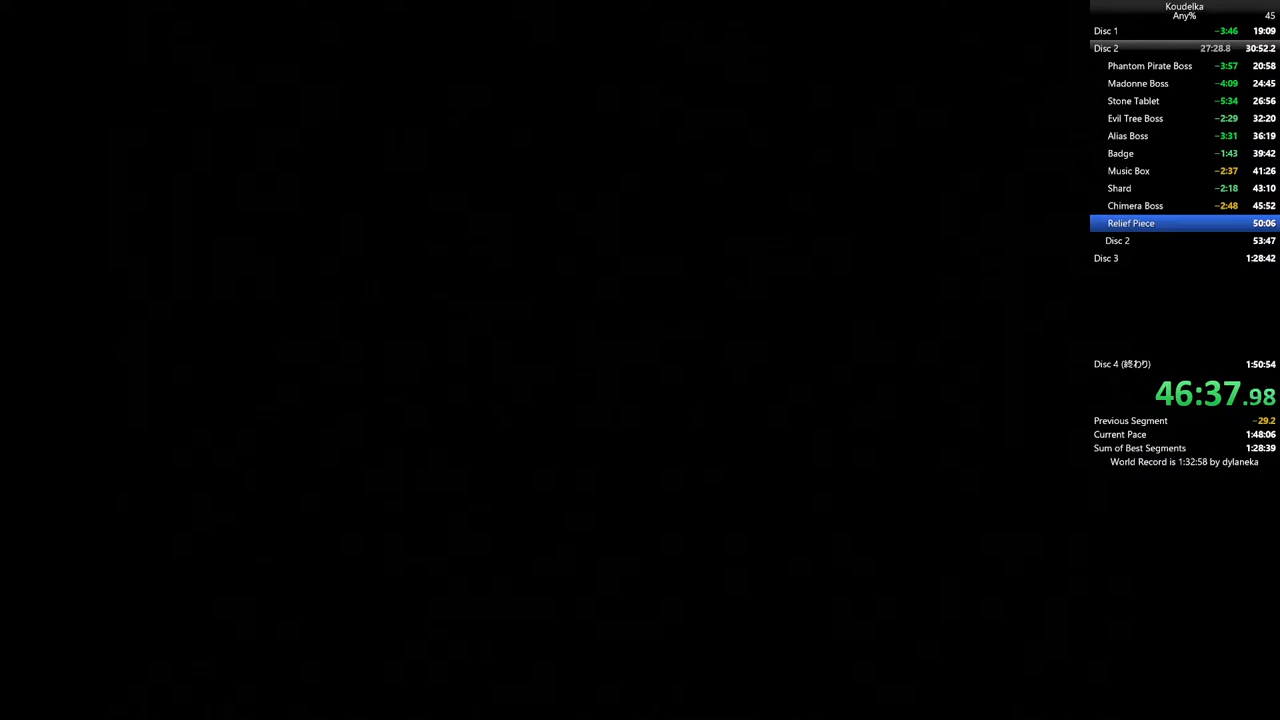 Koudelka
Any% 45
Disc 1 −3:46 19:09
Disc 2 27:28.8 30:52.2
Phantom Pirate Boss −3:57 20:58
Madonne Boss −4:09 24:45
Stone Tablet −5:34 26:56
Evil Tree Boss −2:29 32:20
Alias Boss −3:31 36:19
Badge −1:43 39:42
Music Box −2:37 41:26
Shard −2:18 43:10
Chimera Boss −2:48 45:52
Relief Piece 50:06
Disc 2 53:47
Disc 3 1:28:42
Disc 4 (終わり) 1:50:54
46:37.98
Previous Segment −29.2
Current Pace 1:48:06
Sum of Best Segments 1:28:39
World Record is 1:32:58 by dylaneka